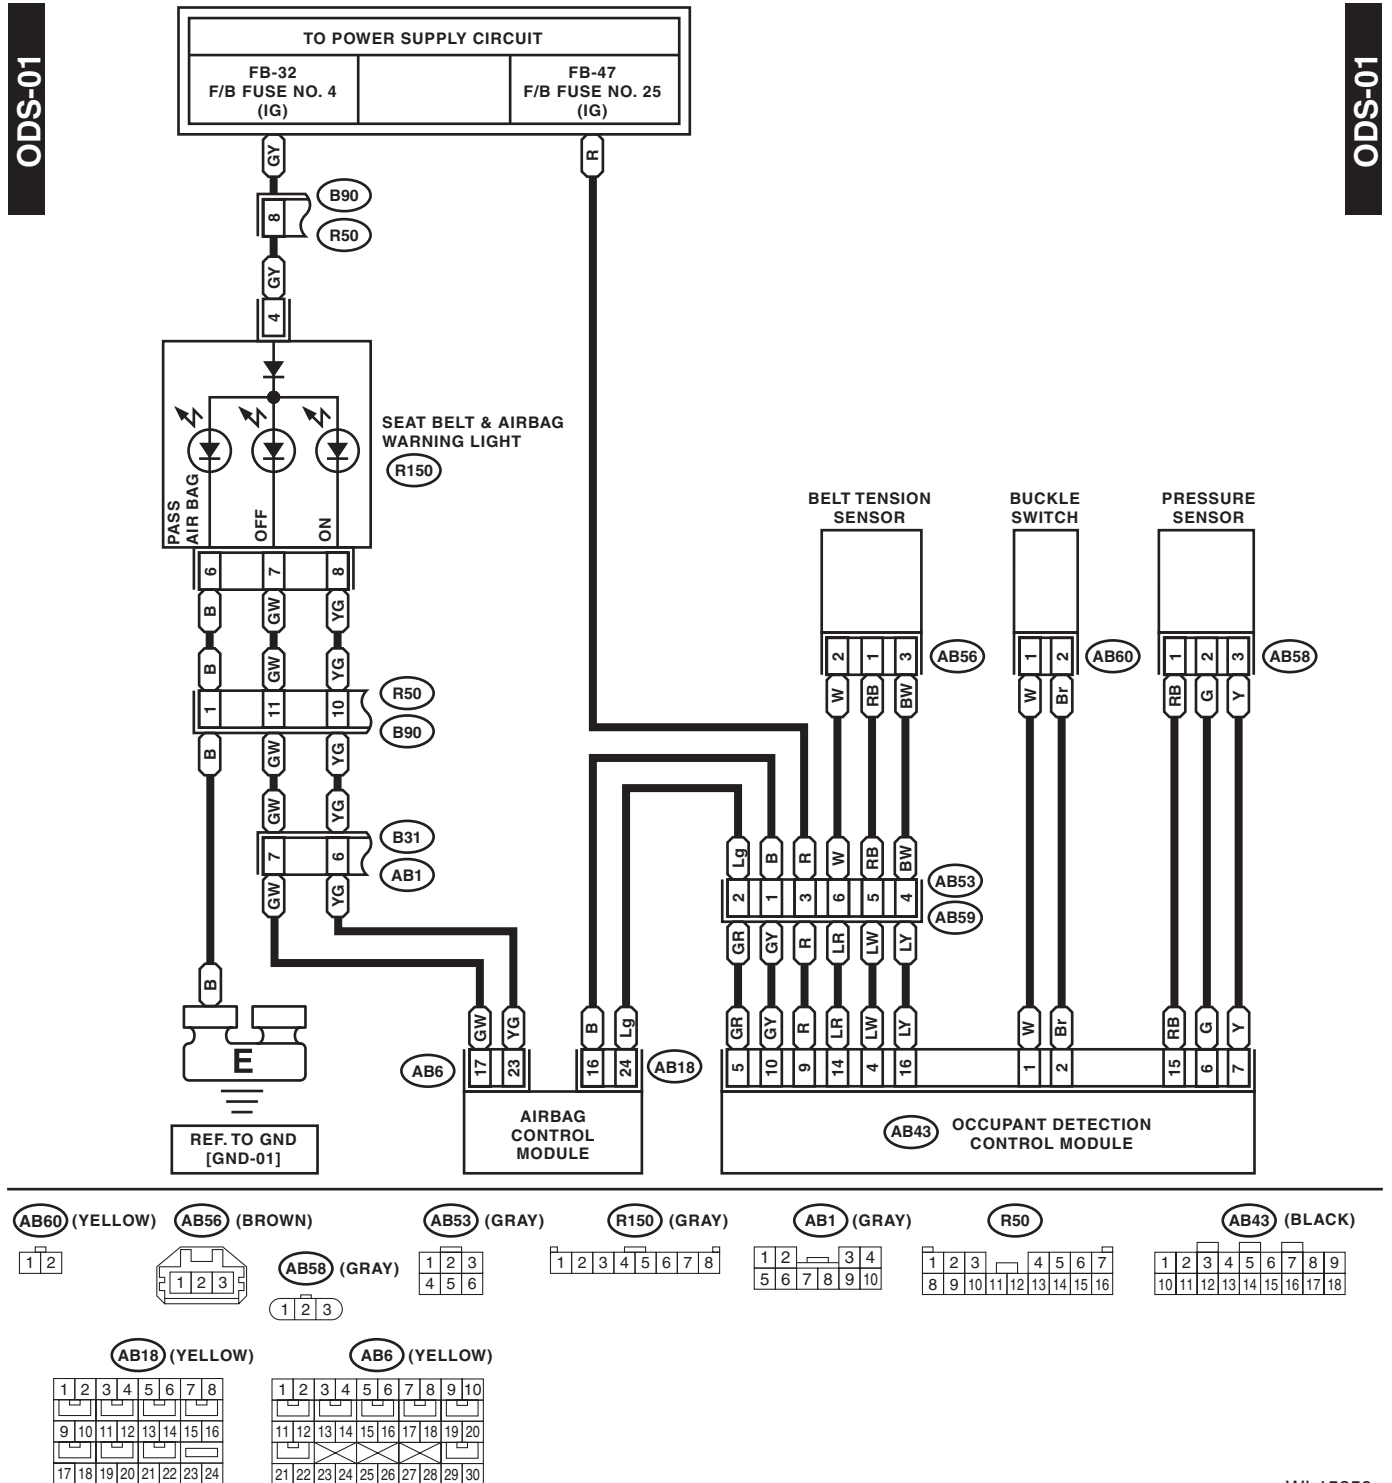 ODS-01
ODS-01
TO POWER SUPPLY CIRCUIT
FB-32
F/B FUSE NO. 4
(IG)
FB-47
F/B FUSE NO. 25
(IG)
GY
R
B90
8
R50
GY
4
SEAT BELT & AIRBAG
WARNING LIGHT
R150
PASS
AIR BAG
OFF
ON
6 7 8
B GW YG
B GW YG
R50
1 11 10
B90
B GW YG
GW YG
B31
7 6
AB1
GW YG
B
E
REF. TO GND
[GND-01]
BELT TENSION
SENSOR
BUCKLE
SWITCH
PRESSURE
SENSOR
2 1 3
AB56
1 2
AB60
1 2 3
AB58
W RB BW
W Br
RB G Y
Lg B R W RB BW
AB53
2 1 3 6 5 4
AB59
GR GY R LR LW LY
GW YG
B Lg
GR GY R LR LW LY
W Br
RB G Y
AB6
17 23
16 24
AB18
5 10 9 14 4 16
1 2
15 6 7
AIRBAG
CONTROL
MODULE
AB43
OCCUPANT DETECTION
CONTROL MODULE
AB60 (YELLOW)
1 2
AB56 (BROWN)
1 2 3
AB58 (GRAY)
1 2 3
AB53 (GRAY)
1 2 3
4 5 6
R150 (GRAY)
1 2 3 4 5 6 7 8
AB1 (GRAY)
1 2 3 4
5 6 7 8 9 10
R50
1 2 3 4 5 6 7
8 9 10 11 12 13 14 15 16
AB43 (BLACK)
1 2 3 4 5 6 7 8 9
10 11 12 13 14 15 16 17 18
AB18 (YELLOW)
1 2 3 4 5 6 7 8
9 10 11 12 13 14 15 16
17 18 19 20 21 22 23 24
AB6 (YELLOW)
1 2 3 4 5 6 7 8 9 10
11 12 13 14 15 16 17 18 19 20
21 22 23 24 25 26 27 28 29 30